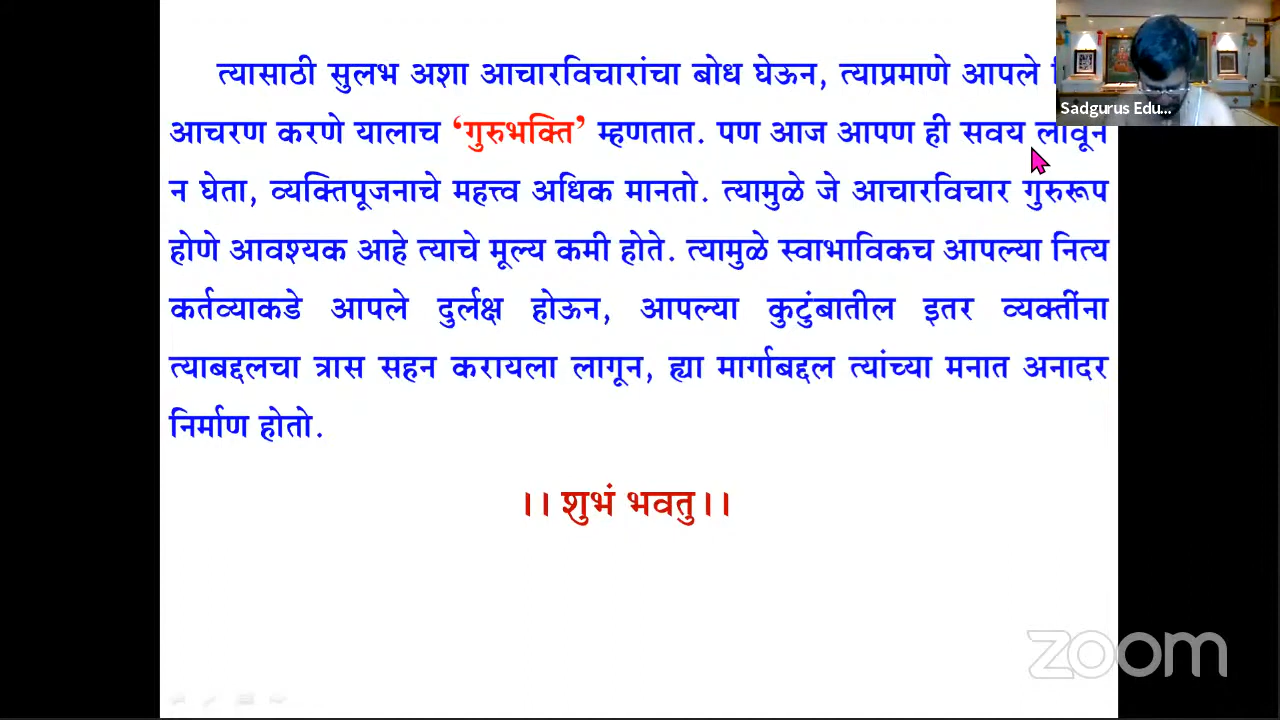 त्यासाठी सुलभ अशा आचारविचारांचा बोध घेऊन, त्याप्रमाणे आपले
आचरण करणे यालाच ‘गुरुभक्ति’ म्हणतात. पण आज आपण ही सवय लावून
न घेता, व्यक्तिपूजनाचे महत्त्व अधिक मानतो. त्यामुळे जे आचारविचार गुरुरूप
होणे आवश्यक आहे त्याचे मूल्य कमी होते. त्यामुळे स्वाभाविकच आपल्या नित्य
कर्तव्याकडे आपले दुर्लक्ष होऊन, आपल्या कुटुंबातील इतर व्यक्तींना
त्याबद्दलचा त्रास सहन करायला लागून, ह्या मार्गाबद्दल त्यांच्या मनात अनादर
निर्माण होतो.
।। शुभं भवतु ।।
Sadgurus Edu...
zoom